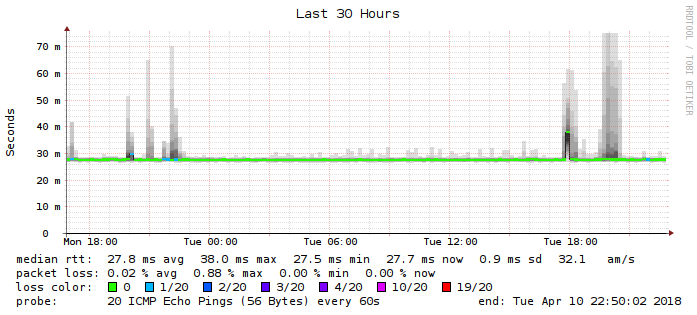 Last 30 Hours
RRDTOOL / TOBI OETIKER
Seconds
70 m
60 m
50 m
40 m
30 m
20 m
10 m
0
Mon 18:00 Tue 00:00 Tue 06:00 Tue 12:00 Tue 18:00
median rtt: 27.8 ms avg 38.0 ms max 27.5 ms min 27.7 ms now 0.9 ms sd 32.1 am/s
packet loss: 0.02 % avg 0.88 % max 0.00 % min 0.00 % now
loss color: 0 1/20 2/20 3/20 4/20 10/20 19/20
probe: 20 ICMP Echo Pings (56 Bytes) every 60s end: Tue Apr 10 22:50:02 2018